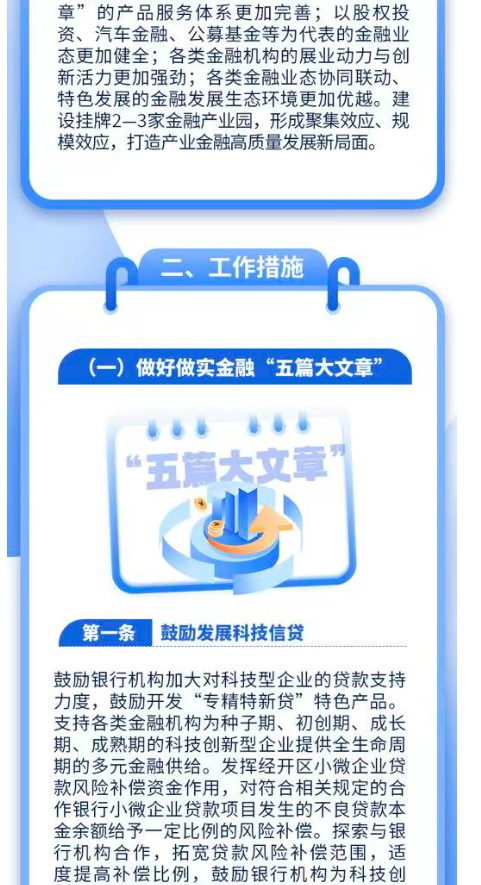 章”的产品服务体系更加完善；以股权投
资、汽车金融、公募基金等为代表的金融业
态更加健全；各类金融机构的展业动力与创
新活力更加强劲；各类金融业态协同联动、
特色发展的金融发展生态环境更加优越。建
设挂牌2—3家金融产业园，形成聚集效应、规
模效应，打造产业金融高质量发展新局面。
二、工作措施
（一）做好做实金融“五篇大文章”
“五篇大文章”
第一条 鼓励发展科技信贷
鼓励银行机构加大对科技型企业的贷款支持
力度，鼓励开发“专精特新贷”特色产品。
支持各类金融机构为种子期、初创期、成长
期、成熟期的科技创新型企业提供全生命周
期的多元金融供给。发挥经开区小微企业贷
款风险补偿资金作用，对符合相关规定的合
作银行小微企业贷款项目发生的不良贷款本
金余额给予一定比例的风险补偿。探索与银
行机构合作，拓宽贷款风险补偿范围，适
度提高补偿比例，鼓励银行机构为科技创